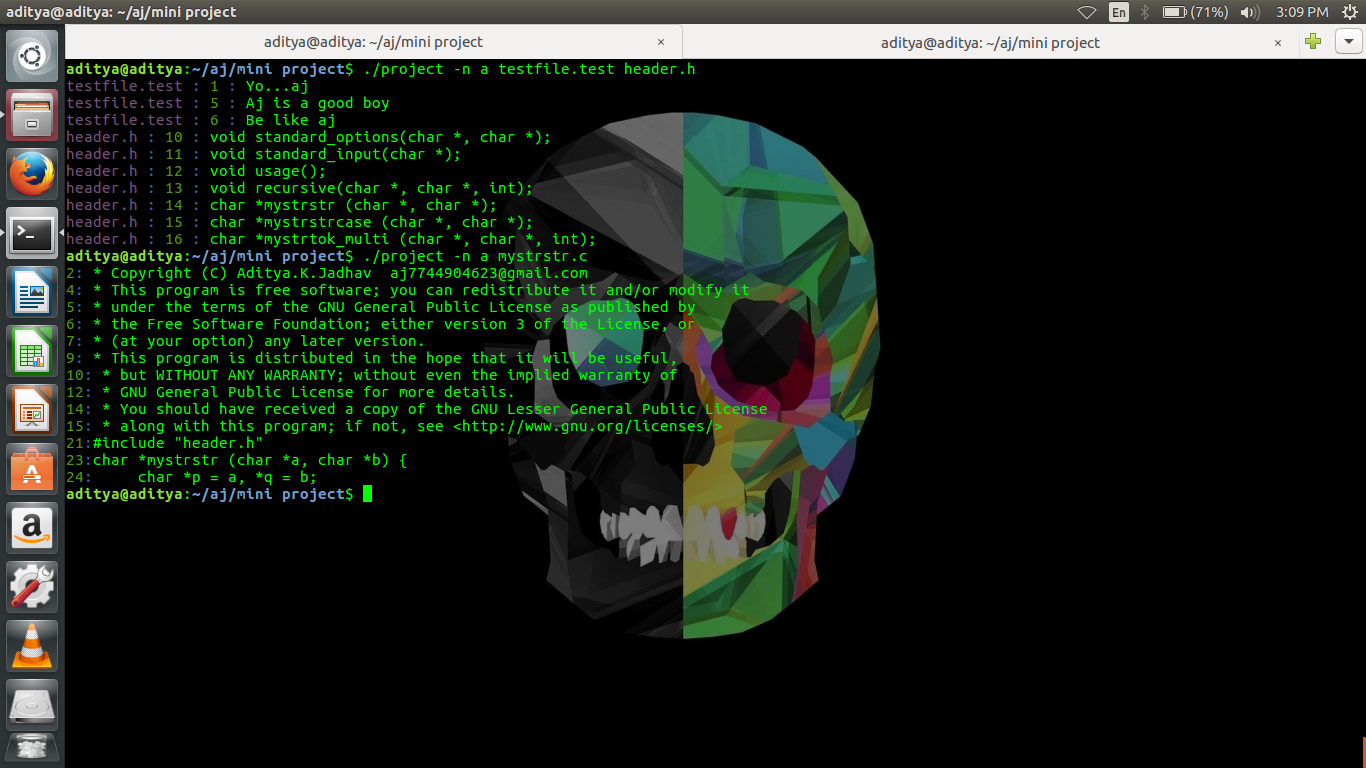 aditya@aditya: ~/aj/mini project
En
(71%)
3:09 PM
aditya@aditya: ~/aj/mini project ×
aditya@aditya: ~/aj/mini project ×
aditya@aditya:~/aj/mini project$ ./project -n a testfile.test header.h
testfile.test : 1 : Yo...aj
testfile.test : 5 : Aj is a good boy
testfile.test : 6 : Be like aj
header.h : 10 : void standard_options(char *, char *);
header.h : 11 : void standard_input(char *);
header.h : 12 : void usage();
header.h : 13 : void recursive(char *, char *, int);
header.h : 14 : char *mystrstr (char *, char *);
header.h : 15 : char *mystrstrcase (char *, char *);
header.h : 16 : char *mystrtok_multi (char *, char *, int);
aditya@aditya:~/aj/mini project$ ./project -n a mystrstr.c
2: * Copyright (C) Aditya.K.Jadhav  aj7744904623@gmail.com
4: * This program is free software; you can redistribute it and/or modify it
5: * under the terms of the GNU General Public License as published by
6: * the Free Software Foundation; either version 3 of the License, or
7: * (at your option) any later version.
9: * This program is distributed in the hope that it will be useful,
10: * but WITHOUT ANY WARRANTY; without even the implied warranty of
12: * GNU General Public License for more details.
14: * You should have received a copy of the GNU Lesser General Public License
15: * along with this program; if not, see <http://www.gnu.org/licenses/>
21:#include "header.h"
23:char *mystrstr (char *a, char *b) {
24:     char *p = a, *q = b;
aditya@aditya:~/aj/mini project$